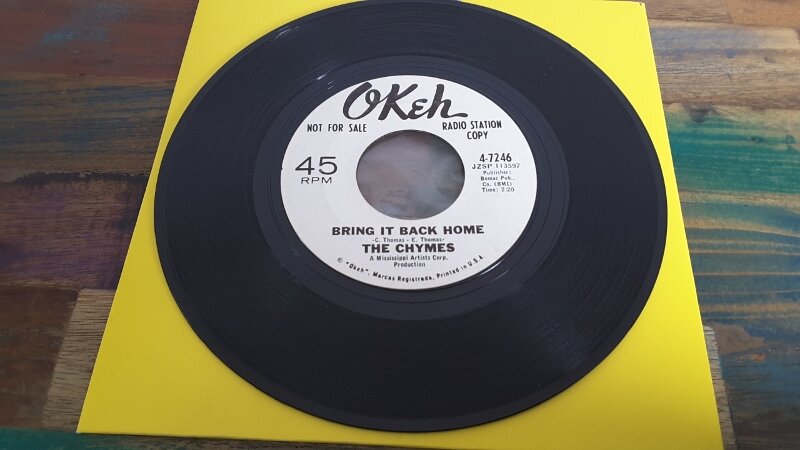 OKeh
NOT FOR SALE
RADIO STATION
COPY
45
RPM
4-7246
JZSP 113597
Publisher:
Bomac Pub.
Co. (BMI)
Time: 2:20
BRING IT BACK HOME
-C. Thomas - E. Thomas-
THE CHYMES
A Mississippi Artists Corp.
Production
® "Okeh", Marcas Registrada. Printed in U.S.A.